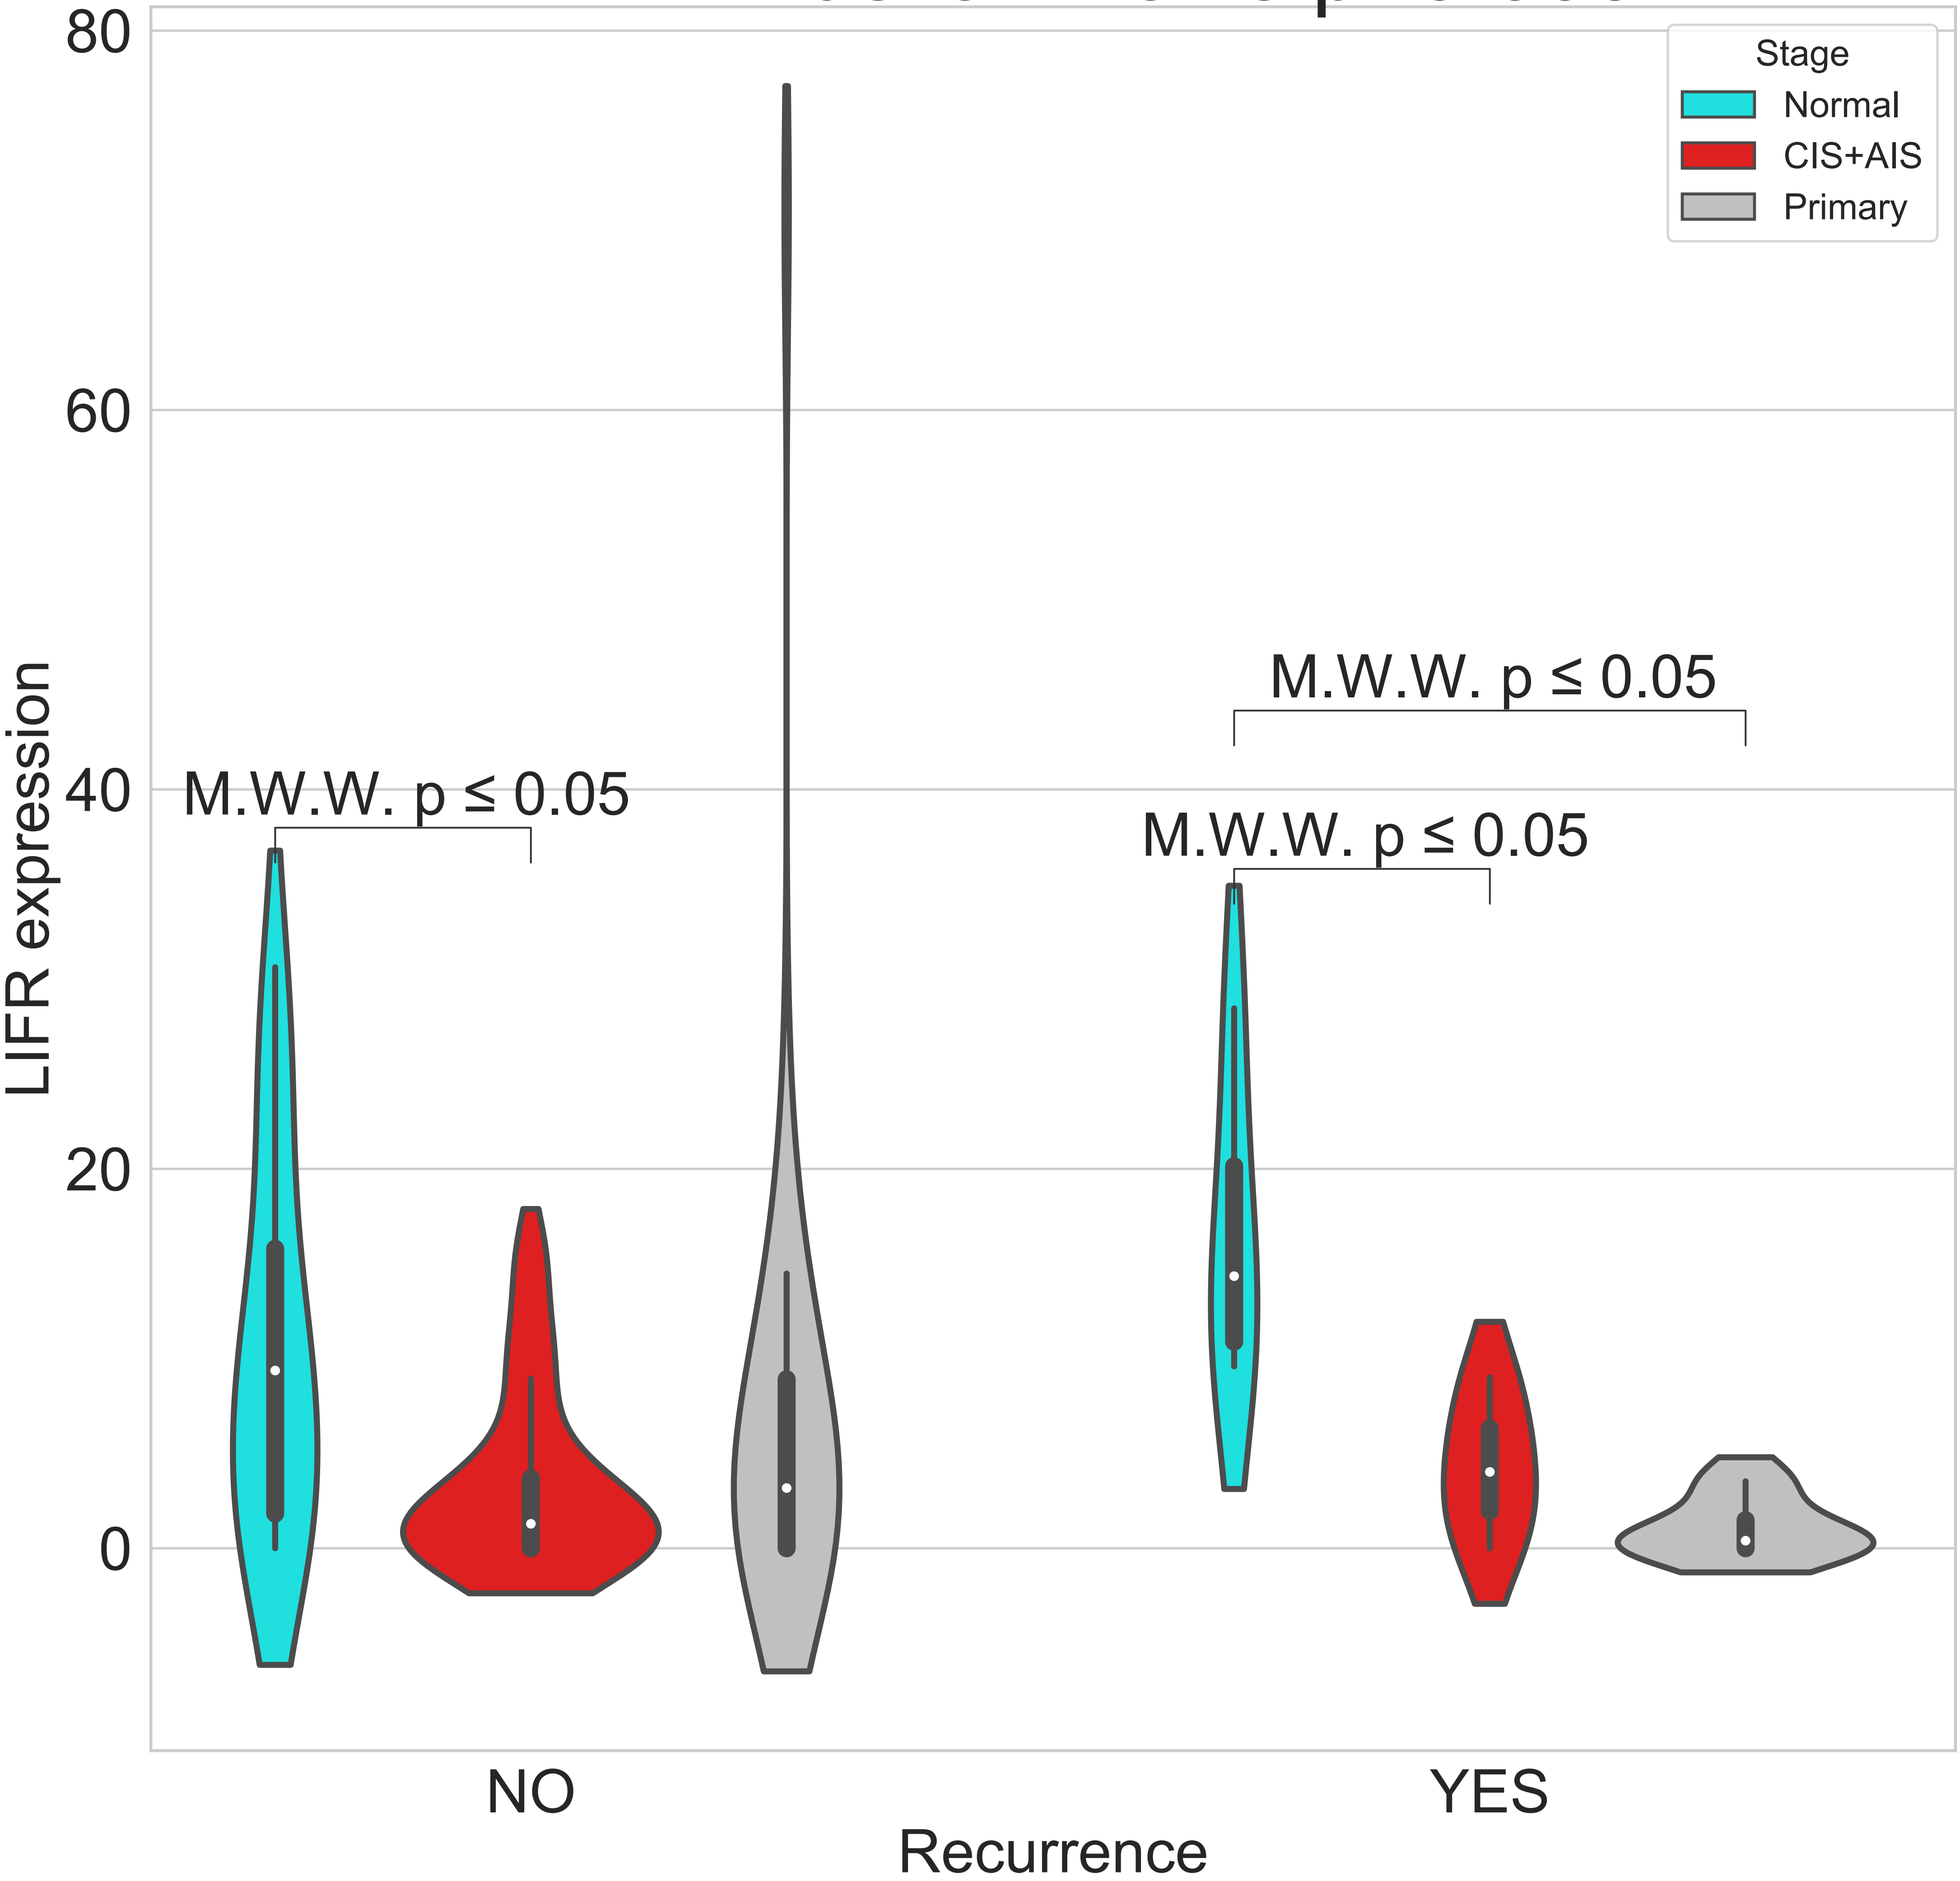 80
60
40
20
0
LIFR expression
Stage
Normal
CIS+AIS
Primary
M.W.W. p ≤ 0.05
M.W.W. p ≤ 0.05
M.W.W. p ≤ 0.05
NO
YES
Recurrence